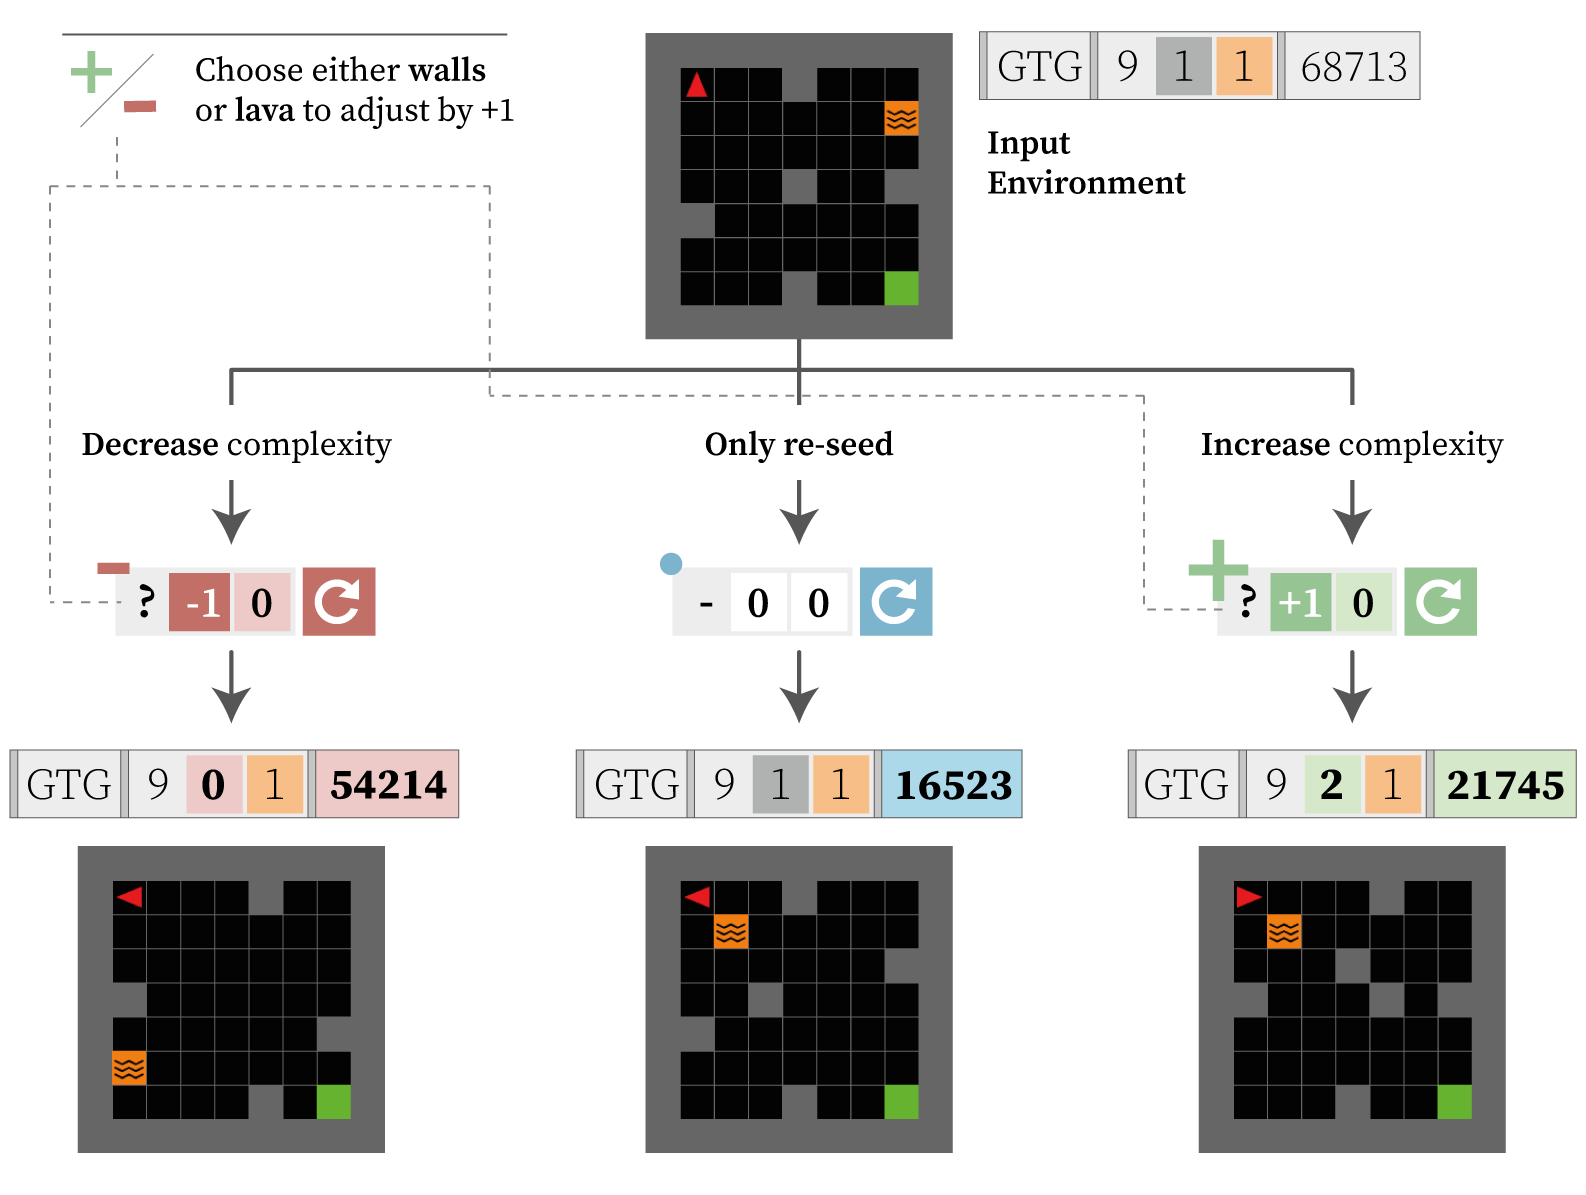 Choose either walls
or lava to adjust by +1
GTG 9 1 1 68713
Input
Environment
Decrease complexity
Only re-seed
Increase complexity
? -1 0
- 0 0
? +1 0
GTG 9 0 1 54214
GTG 9 1 1 16523
GTG 9 2 1 21745